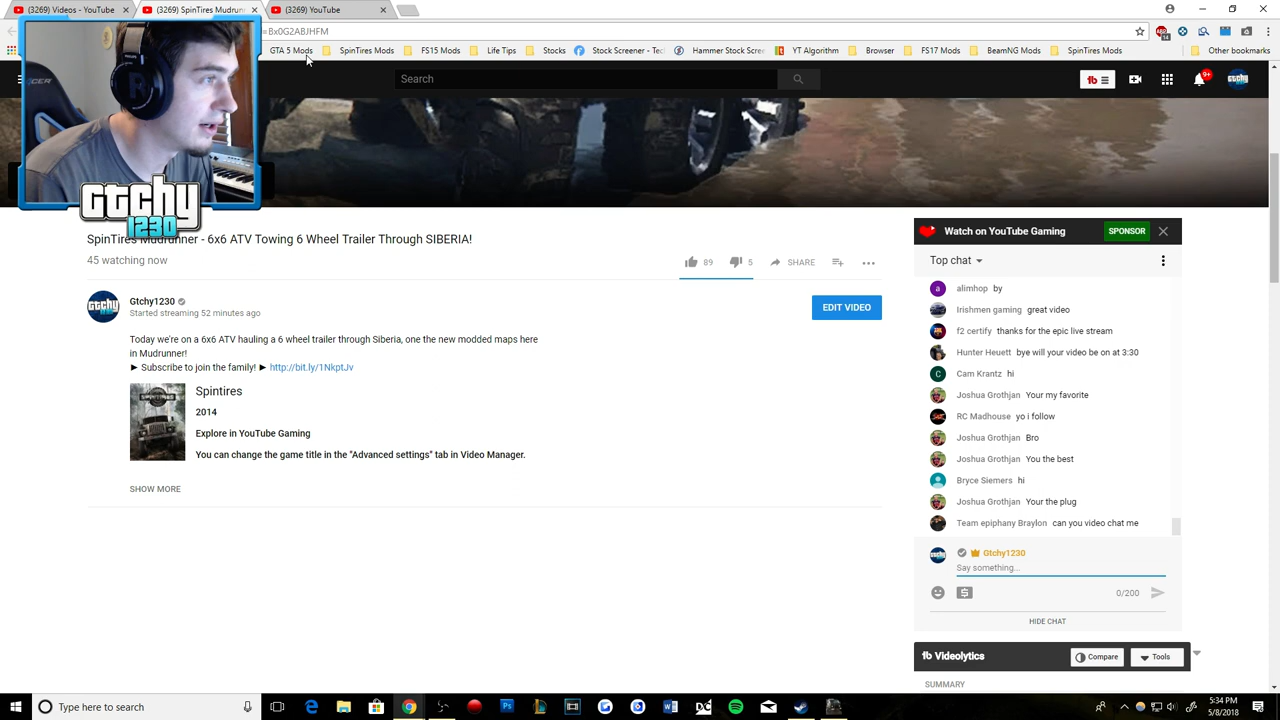 (3269) Videos - YouTube
(3269) SpinTires Mudrun
(3269) YouTube
=Bx0G2ABJHFM
GTA 5 Mods SpinTires Mods FS15 Mods Life Tips Stocks Stock Screener - Tec Hammer Stock Scre YT Algorithm Browser FS17 Mods BeamNG Mods SpinTires Mods Other bookmarks
Search
9+
GTCHY
1230
SpinTires Mudrunner - 6x6 ATV Towing 6 Wheel Trailer Through SIBERIA!
45 watching now
89 5 SHARE
Gtchy1230
Started streaming 52 minutes ago
EDIT VIDEO
Today we're on a 6x6 ATV hauling a 6 wheel trailer through Siberia, one the new modded maps here
in Mudrunner!
► Subscribe to join the family! ► http://bit.ly/1NkptJv
Spintires
2014
Explore in YouTube Gaming
You can change the game title in the "Advanced settings" tab in Video Manager.
SHOW MORE
Watch on YouTube Gaming SPONSOR
Top chat
alimhop by
Irishmen gaming great video
f2 certify thanks for the epic live stream
Hunter Heuett bye will your video be on at 3:30
Cam Krantz hi
Joshua Grothjan Your my favorite
RC Madhouse yo i follow
Joshua Grothjan Bro
Joshua Grothjan You the best
Bryce Siemers hi
Joshua Grothjan Your the plug
Team epiphany Braylon can you video chat me
Gtchy1230
Say something...
0/200
HIDE CHAT
Videolytics Compare Tools
SUMMARY
Type here to search
5:34 PM
5/8/2018